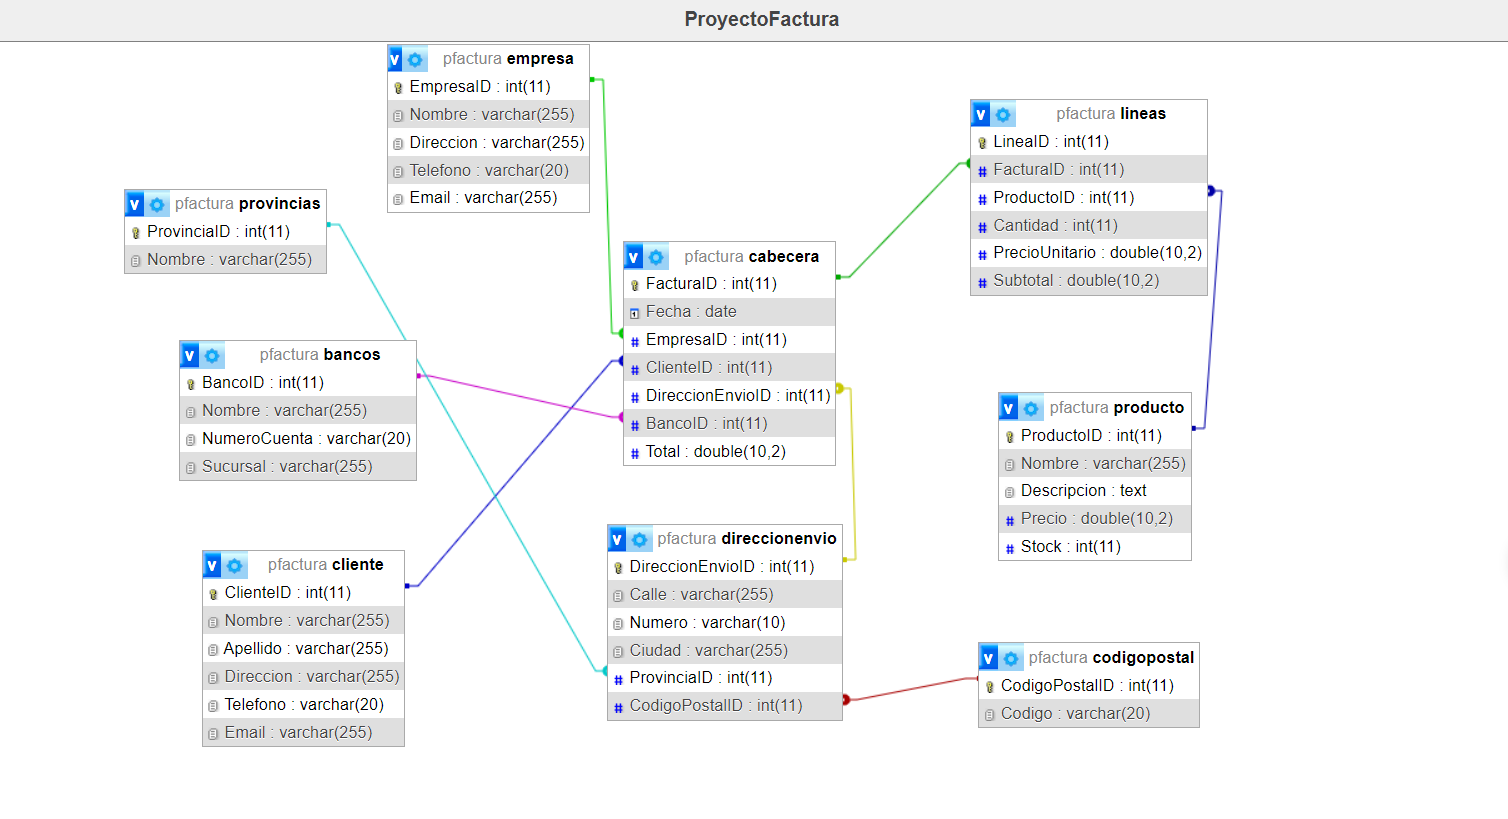 ProyectoFactura
v pfactura empresa
EmpresaID : int(11)
Nombre : varchar(255)
Direccion : varchar(255)
Telefono : varchar(20)
Email : varchar(255)
v pfactura lineas
LineaID : int(11)
# FacturaID : int(11)
# ProductoID : int(11)
# Cantidad : int(11)
# PrecioUnitario : double(10,2)
# Subtotal : double(10,2)
v pfactura provincias
ProvinciaID : int(11)
Nombre : varchar(255)
v pfactura cabecera
FacturaID : int(11)
Fecha : date
# EmpresaID : int(11)
# ClienteID : int(11)
# DireccionEnvioID : int(11)
# BancoID : int(11)
# Total : double(10,2)
v pfactura bancos
BancoID : int(11)
Nombre : varchar(255)
NumeroCuenta : varchar(20)
Sucursal : varchar(255)
v pfactura producto
ProductoID : int(11)
Nombre : varchar(255)
Descripcion : text
# Precio : double(10,2)
# Stock : int(11)
v pfactura cliente
ClienteID : int(11)
Nombre : varchar(255)
Apellido : varchar(255)
Direccion : varchar(255)
Telefono : varchar(20)
Email : varchar(255)
v pfactura direccionenvio
DireccionEnvioID : int(11)
Calle : varchar(255)
Numero : varchar(10)
Ciudad : varchar(255)
# ProvinciaID : int(11)
# CodigoPostalID : int(11)
v pfactura codigopostal
CodigoPostalID : int(11)
Codigo : varchar(20)